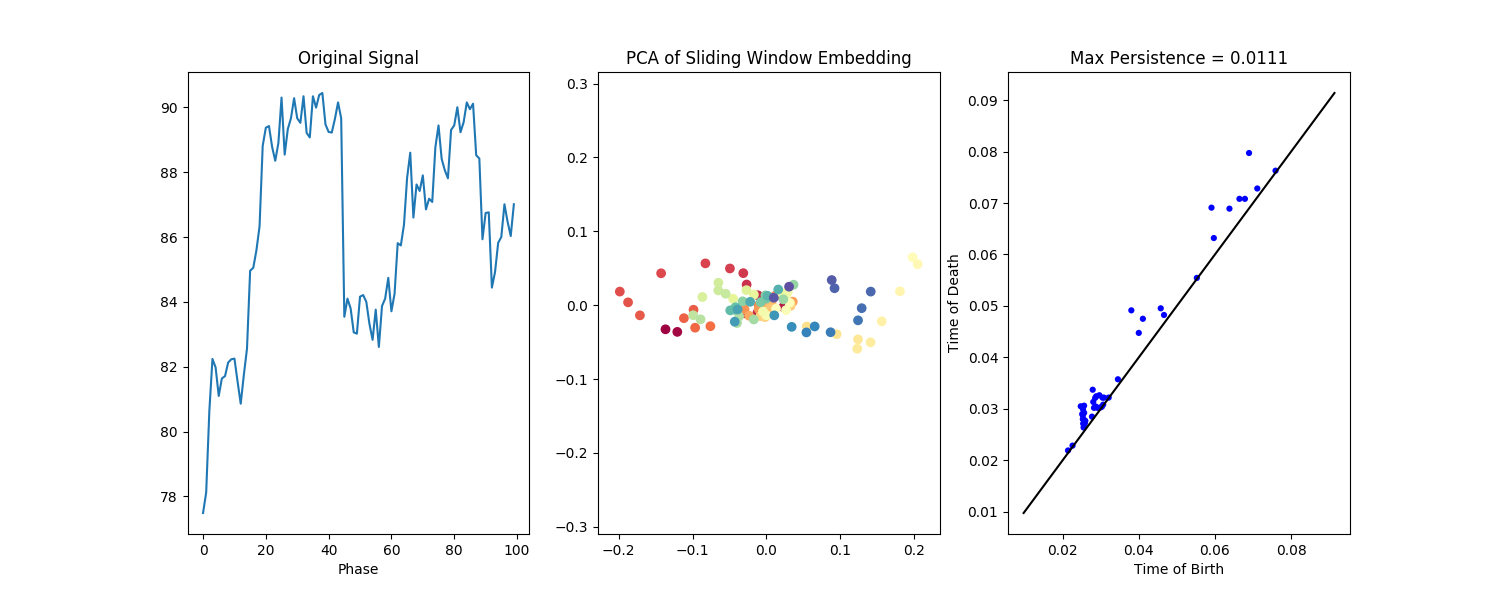 Original Signal
90
88
86
84
82
80
78
0 20 40 60 80 100
Phase
PCA of Sliding Window Embedding
0.3
0.2
0.1
0.0
−0.1
−0.2
−0.3
−0.2 −0.1 0.0 0.1 0.2
Max Persistence = 0.0111
Time of Death
0.09
0.08
0.07
0.06
0.05
0.04
0.03
0.02
0.01
0.02 0.04 0.06 0.08
Time of Birth